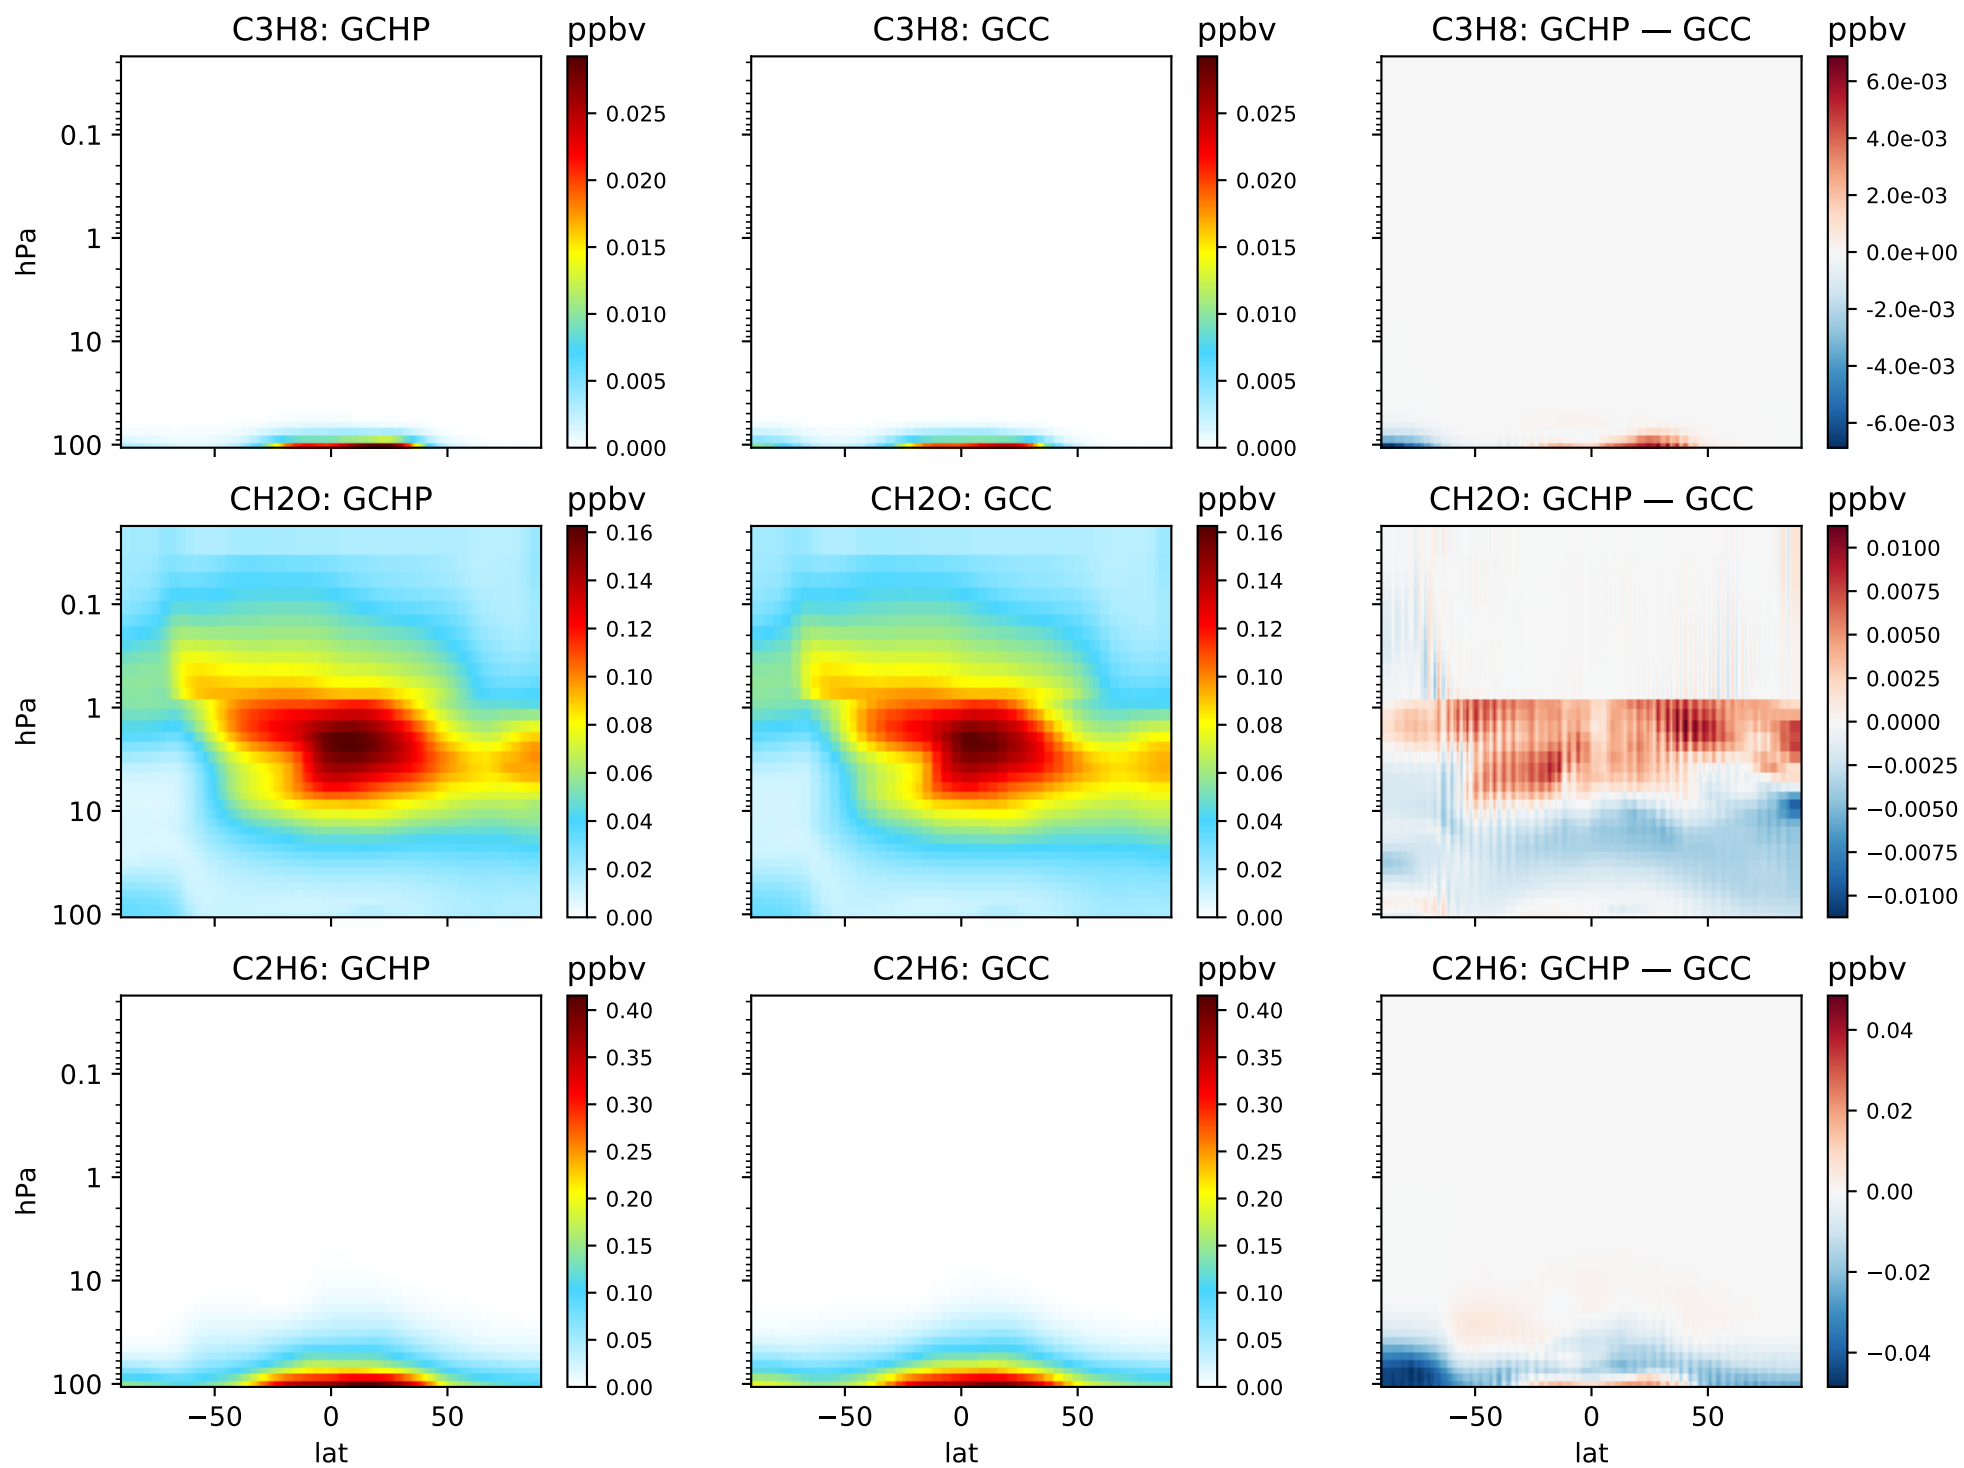 C3H8: GCHP
ppbv
C3H8: GCC
ppbv
C3H8: GCHP — GCC
ppbv
hPa
0.1
1
10
100
0.025
0.020
0.015
0.010
0.005
0.000
0.025
0.020
0.015
0.010
0.005
0.000
6.0e-03
4.0e-03
2.0e-03
0.0e+00
-2.0e-03
-4.0e-03
-6.0e-03
CH2O: GCHP
ppbv
CH2O: GCC
ppbv
CH2O: GCHP — GCC
ppbv
hPa
0.1
1
10
100
0.16
0.14
0.12
0.10
0.08
0.06
0.04
0.02
0.00
0.16
0.14
0.12
0.10
0.08
0.06
0.04
0.02
0.00
0.0100
0.0075
0.0050
0.0025
0.0000
−0.0025
−0.0050
−0.0075
−0.0100
C2H6: GCHP
ppbv
C2H6: GCC
ppbv
C2H6: GCHP — GCC
ppbv
hPa
0.1
1
10
100
0.40
0.35
0.30
0.25
0.20
0.15
0.10
0.05
0.00
0.40
0.35
0.30
0.25
0.20
0.15
0.10
0.05
0.00
0.04
0.02
0.00
−0.02
−0.04
−50 0 50
lat
−50 0 50
lat
−50 0 50
lat